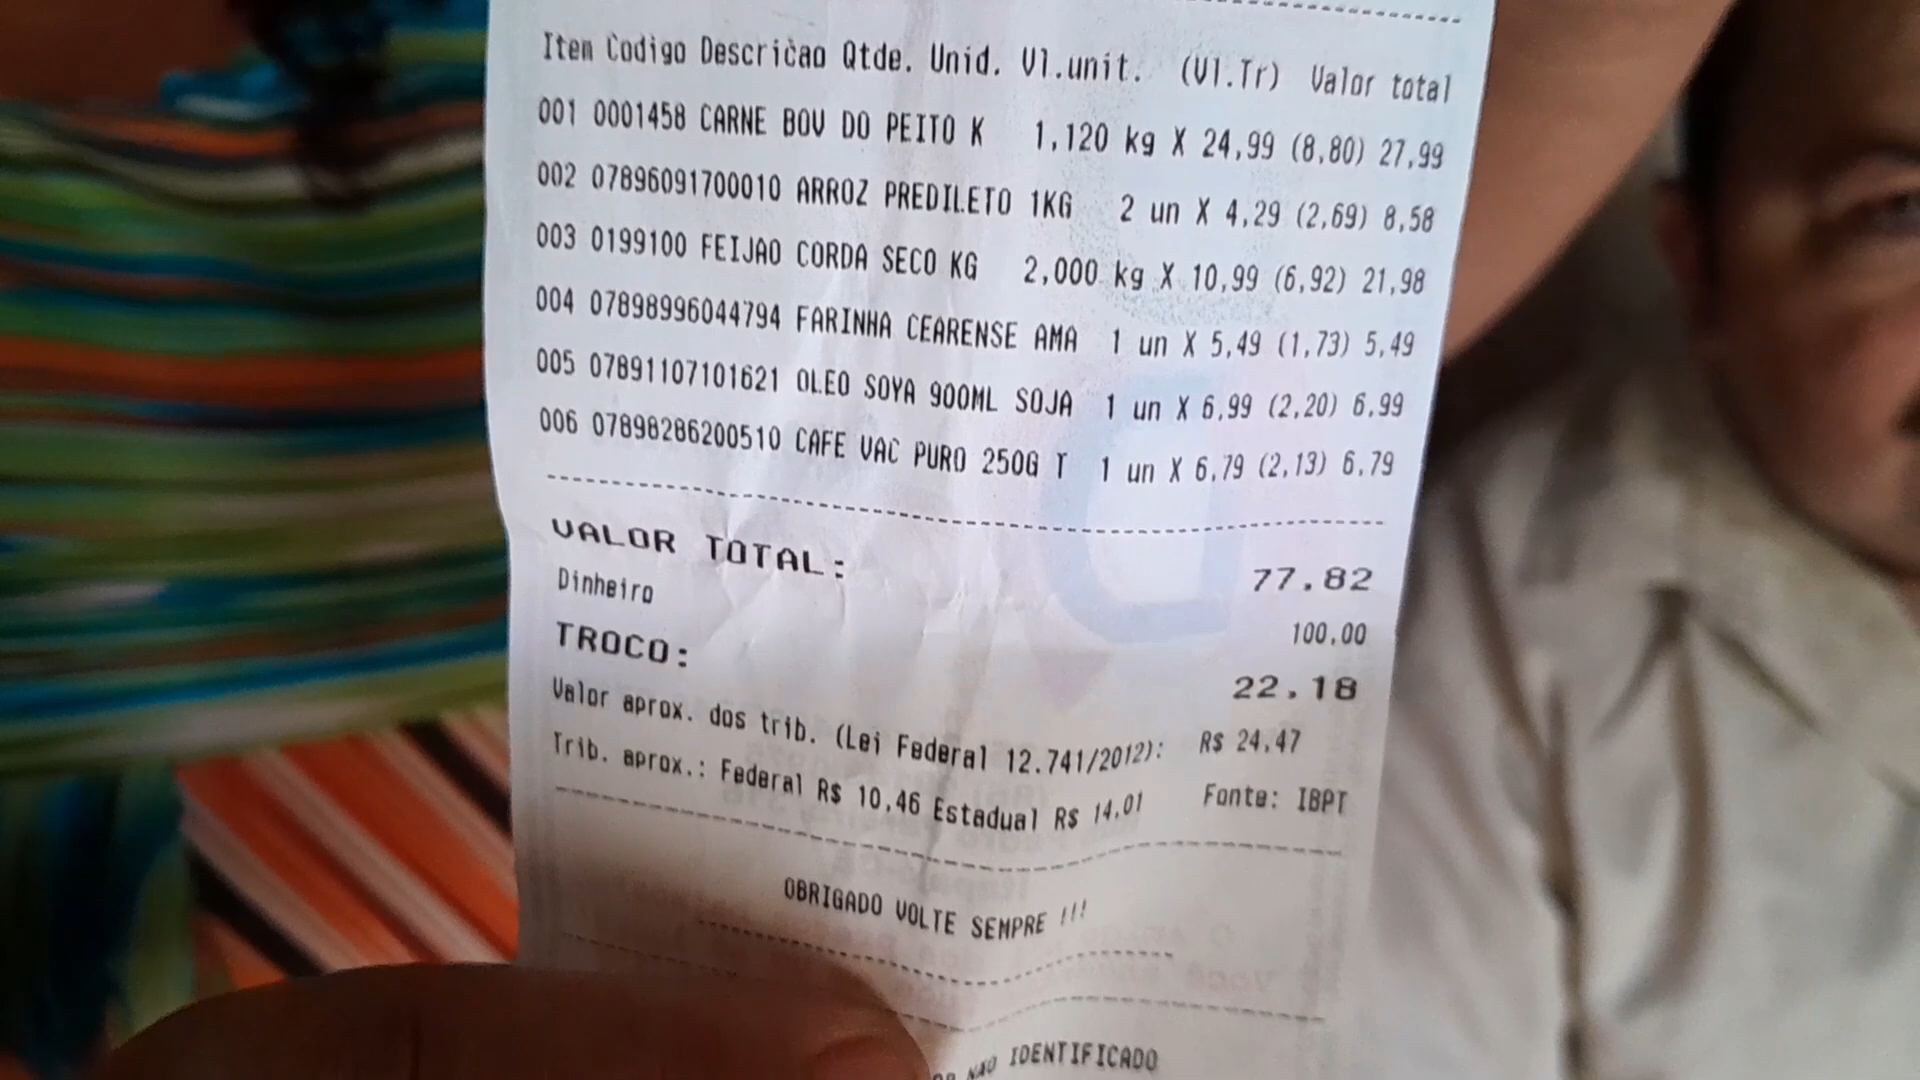 Item Codigo Descriçao Qtde. Unid. Vl.unit. (Vl.Tr) Valor total
001 0001458 CARNE BOV DO PEITO K 1,120 kg X 24,99 (8,80) 27,99
002 07896091700010 ARROZ PREDILETO 1KG 2 un X 4,29 (2,69) 8,58
003 0199100 FEIJAO CORDA SECO KG 2,000 kg X 10,99 (6,92) 21,98
004 07898996044794 FARINHA CEARENSE AMA 1 un X 5,49 (1,73) 5,49
005 07891107101621 OLEO SOYA 900ML SOJA 1 un X 6,99 (2,20) 6,99
006 07898286200510 CAFE VAC PURO 250G T 1 un X 6,79 (2,13) 6,79
VALOR TOTAL: 77.82
Dinheiro 100,00
TROCO: 22.18
Valor aprox. dos trib. (Lei Federal 12.741/2012): R$ 24,47
Trib. aprox.: Federal R$ 10,46 Estadual R$ 14,01 Fonte: IBPT
OBRIGADO VOLTE SEMPRE !!!
NAO IDENTIFICADO